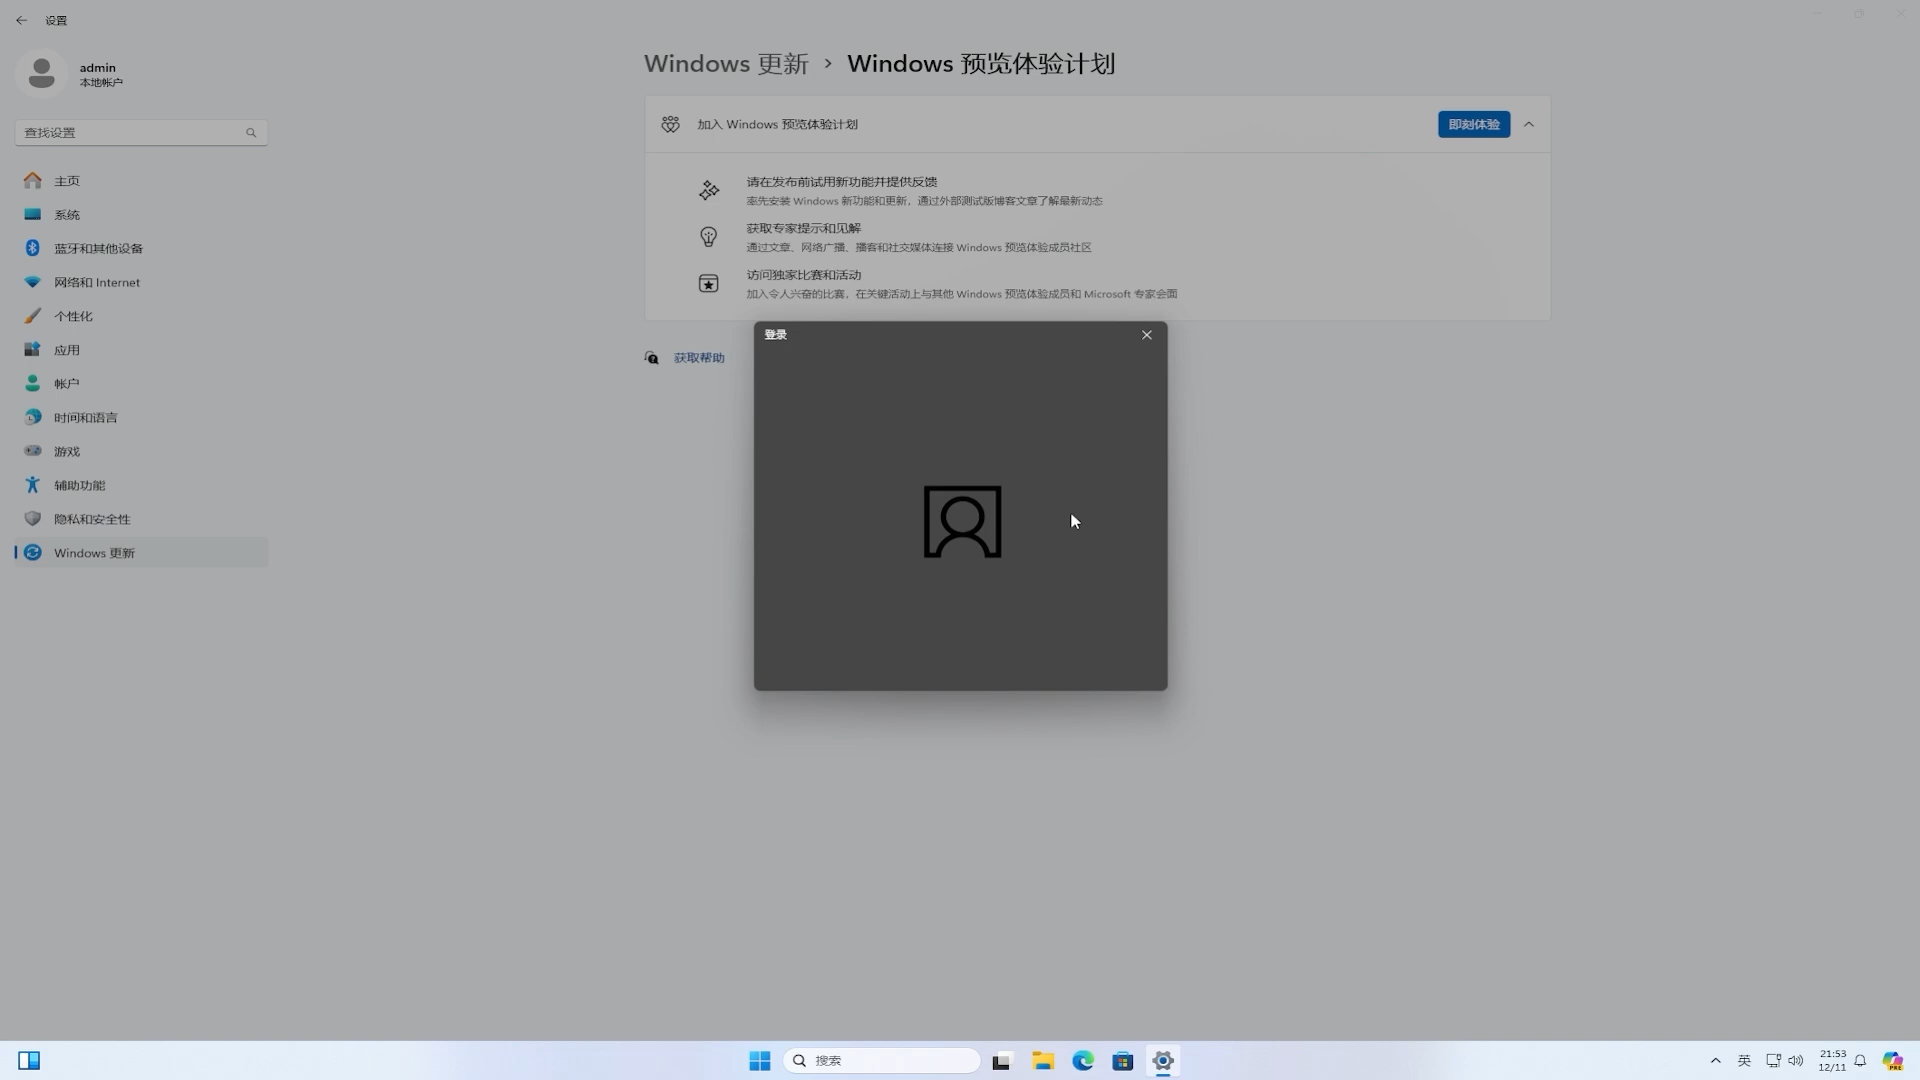 设置
admin
本地帐户
查找设置
主页
系统
蓝牙和其他设备
网络和 Internet
个性化
应用
帐户
时间和语言
游戏
辅助功能
隐私和安全性
Windows 更新
Windows 更新 › Windows 预览体验计划
加入 Windows 预览体验计划
即刻体验
请在发布前试用新功能并提供反馈
率先安装 Windows 新功能和更新，通过外部测试版博客文章了解最新动态
获取专家提示和见解
通过文章、网络广播、播客和社交媒体连接 Windows 预览体验成员社区
访问独家比赛和活动
加入令人兴奋的比赛，在关键活动上与其他 Windows 预览体验成员和 Microsoft 专家会面
获取帮助
登录
搜索
英
21:53
12/11
PRE